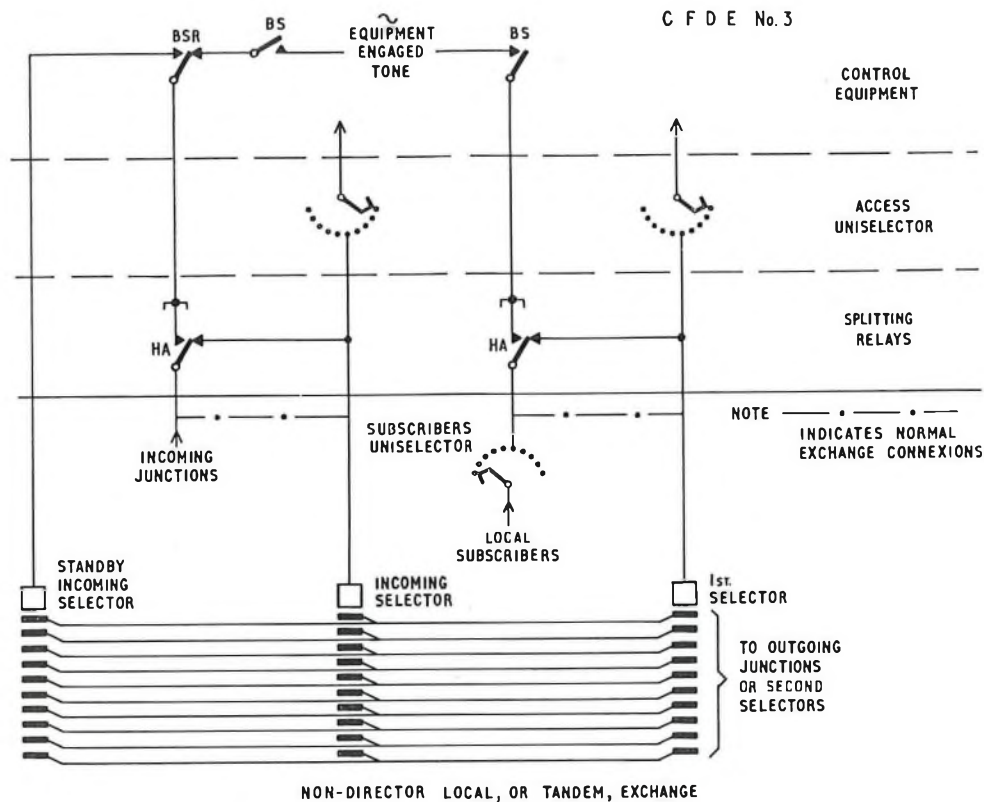 C F D E No. 3
BSR
BS
EQUIPMENT
ENGAGED
TONE
BS
CONTROL
EQUIPMENT
ACCESS
UNISELECTOR
SPLITTING
RELAYS
HA
HA
NOTE
INDICATES NORMAL
EXCHANGE CONNEXIONS
INCOMING
JUNCTIONS
SUBSCRIBERS
UNISELECTOR
LOCAL
SUBSCRIBERS
STANDBY
INCOMING
SELECTOR
INCOMING
SELECTOR
1ST.
SELECTOR
TO OUTGOING
JUNCTIONS
OR SECOND
SELECTORS
NON-DIRECTOR LOCAL, OR TANDEM, EXCHANGE